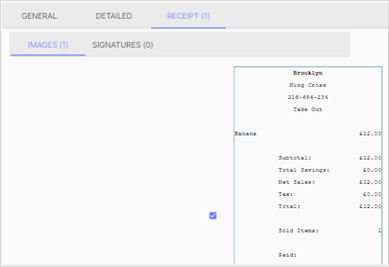 GENERAL DETAILED RECEIPT (1)
IMAGES (1) SIGNATURES (0)
Brooklyn
King Cross
216-664-234
Take Out
Banana £12.00
Subtotal: £12.00
Total Savings: £0.00
Net Sales: £12.00
Tax: £0.00
Total: £12.00
Sold Items: 1
Paid: